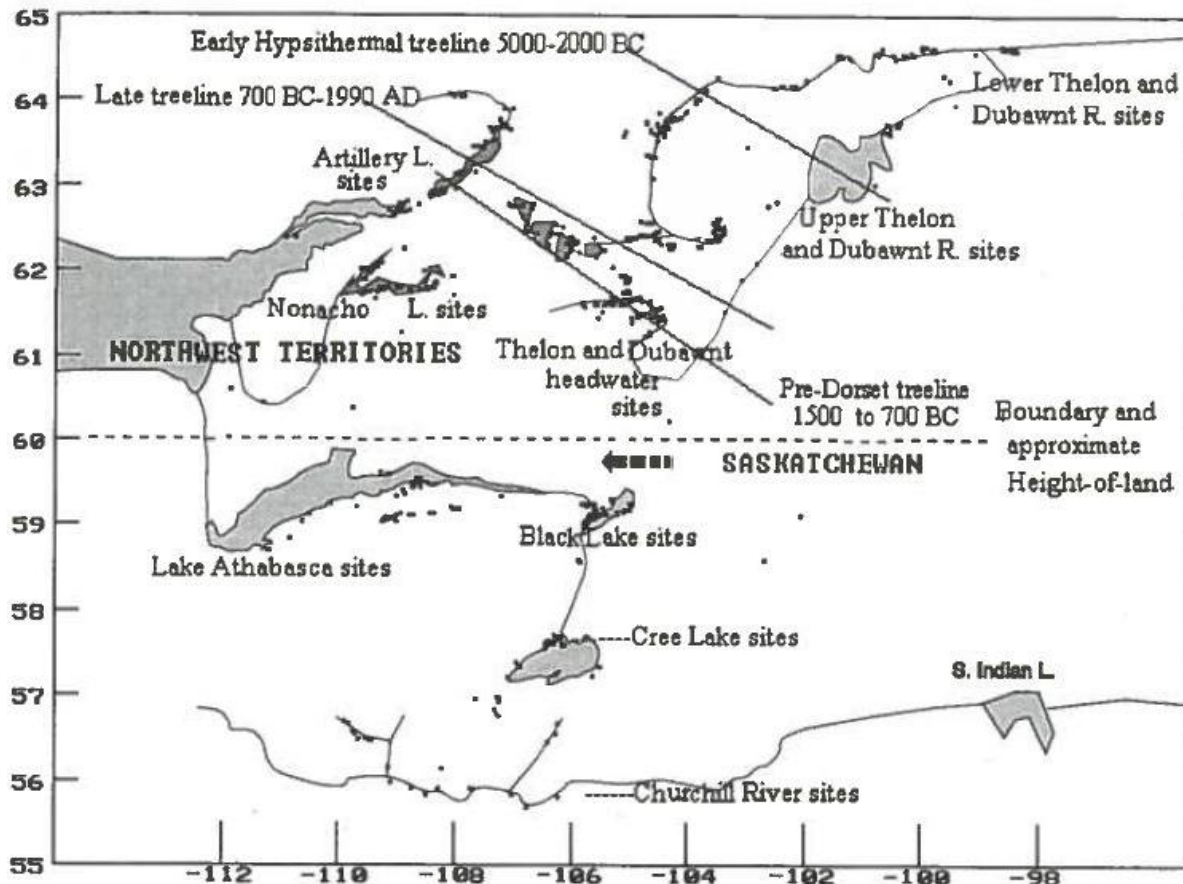 65
Early Hypsithermal treeline 5000-2000 BC
64
Late treeline 700 BC-1990 AD
Lower Thelon and
Dubawnt R. sites
Artillery L.
sites
63
Upper Thelon
and Dubawnt R. sites
62
Nonacho L. sites
61
NORTHWEST TERRITORIES
Thelon and Dubawnt
headwater
sites
Pre-Dorset treeline
1500 to 700 BC
Boundary and
approximate
Height-of-land
60
SASKATCHEWAN
59
Black Lake sites
Lake Athabasca sites
58
Cree Lake sites
57
S. Indian L.
56
Churchill River sites
55
-112 -110 -108 -106 -104 -102 -100 -98